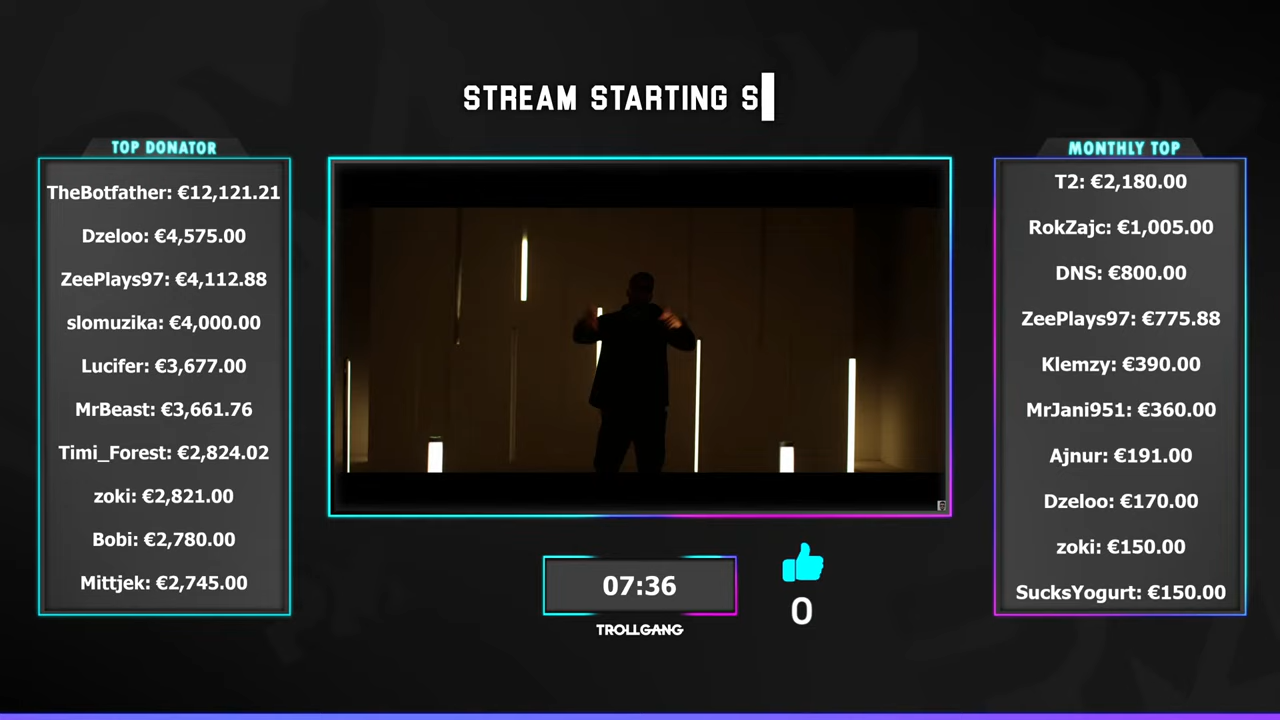 STREAM STARTING S
TOP DONATOR
TheBotfather: €12,121.21
Dzeloo: €4,575.00
ZeePlays97: €4,112.88
slomuzika: €4,000.00
Lucifer: €3,677.00
MrBeast: €3,661.76
Timi_Forest: €2,824.02
zoki: €2,821.00
Bobi: €2,780.00
Mittjek: €2,745.00
MONTHLY TOP
T2: €2,180.00
RokZajc: €1,005.00
DNS: €800.00
ZeePlays97: €775.88
Klemzy: €390.00
MrJani951: €360.00
Ajnur: €191.00
Dzeloo: €170.00
zoki: €150.00
SucksYogurt: €150.00
07:36
TROLLGANG
0